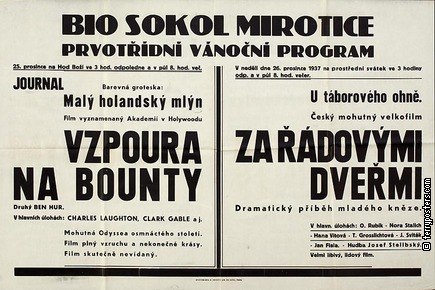 BIO SOKOL MIROTICE
PRVOTŘÍDNÍ VÁNOČNÍ PROGRAM
25. prosince na Hod Boží ve 3 hod. odpoledne a v půl 8. hod. več.
JOURNAL
Barevná groteska:
Malý holandský mlýn
Film vyznamenaný Akademií v Holywoodu
VZPOURA
NA BOUNTY
Druhý BEN HUR.
V hlavních úlohách: CHARLES LAUGHTON, CLARK GABLE a j.
Mohutná Odyssea osmnáctého století.
Film plný vzruchu a nekonečné krásy.
Film skutečně nevídaný.
V neděli dne 26. prosince 1937 na prostřední svátek ve 3 hodiny
odp. a v půl 8. hod. večer.
U táborového ohně.
Český mohutný velkofilm
ZA ŘÁDOVÝMI
DVEŘMI
Dramatický příběh mladého kněze.
V hlavn. úlohách: O. Rubík - Nora Stallich
- Hana Vítová - T. Grosslichtová - J. Sviták
- Jan Fiala. - Hudba Josef Stelibský.
Velmi líbivý, lidový film.
© terryposters.com